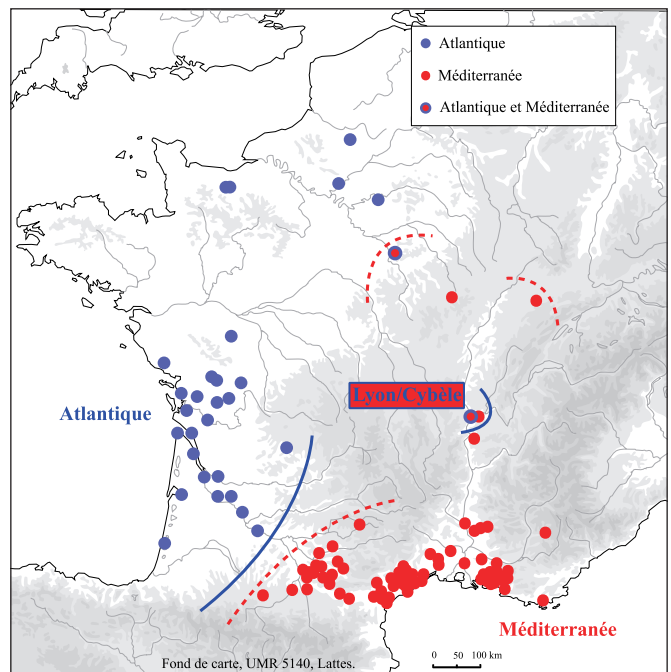 Atlantique
Méditerranée
Atlantique et Méditerranée
Lyon/Cybèle
Atlantique
Méditerranée
Fond de carte, UMR 5140, Lattes.
0 50 100 km